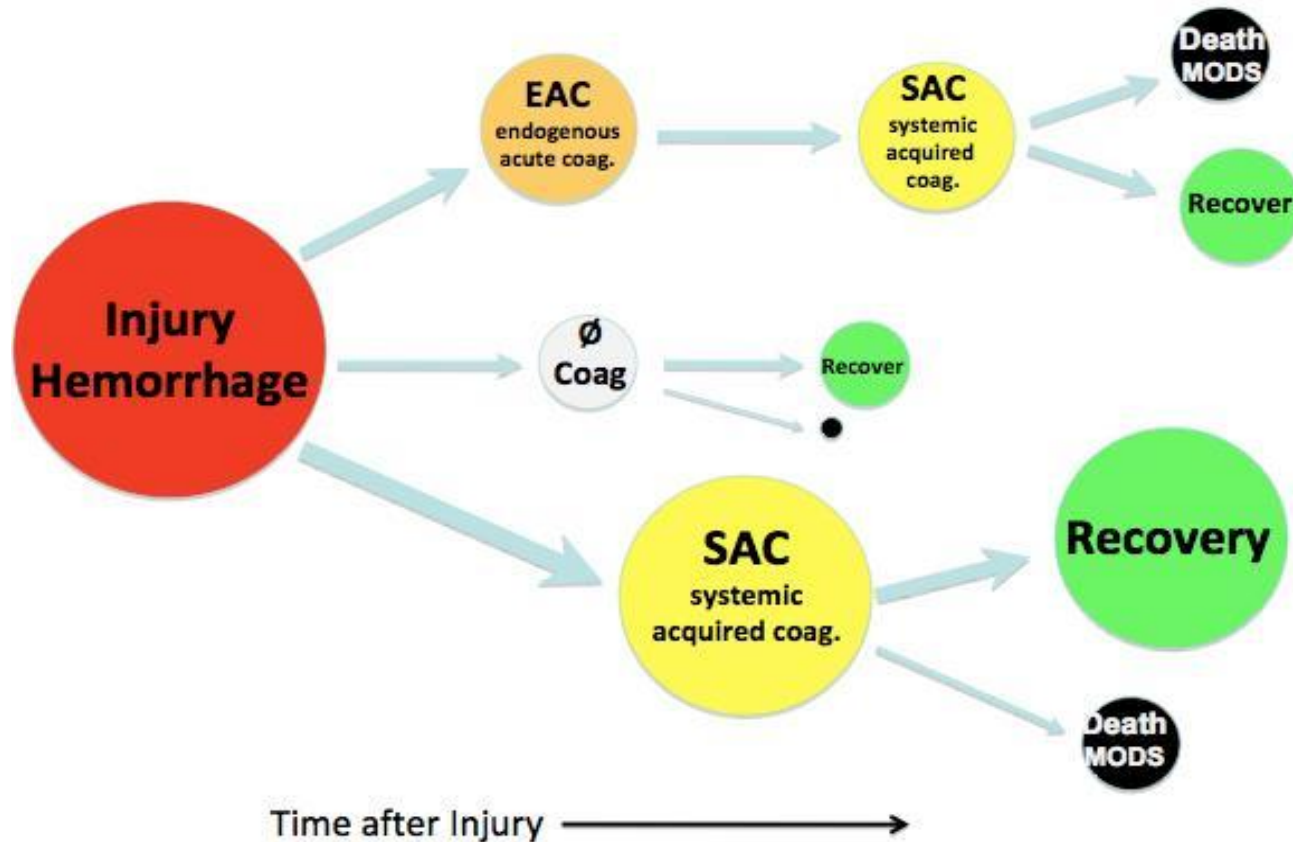 Death
MODS
EAC
endogenous
acute coag.
SAC
systemic
acquired
coag.
Recover
Injury
Hemorrhage
Ø
Coag
Recover
SAC
systemic
acquired coag.
Recovery
Death
MODS
Time after Injury